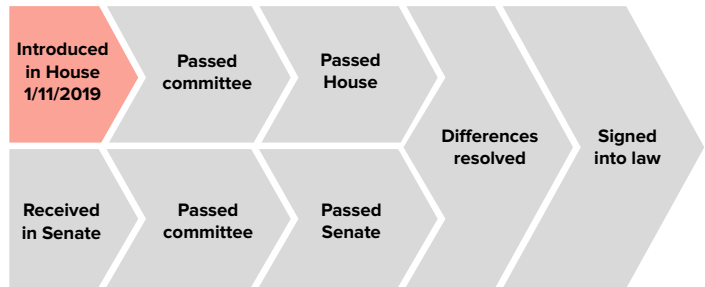 Introduced
in House
1/11/2019
Passed
committee
Passed
House
Differences
resolved
Signed
into law
Received
in Senate
Passed
committee
Passed
Senate